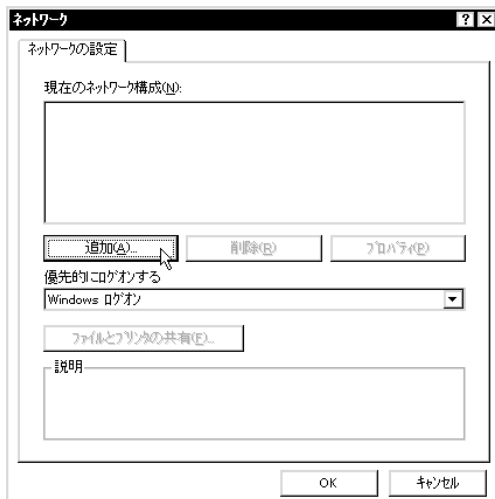 ネットワーク
ネットワークの設定
現在のネットワーク構成(N):
追加(A)... 削除(R) プロパティ(P)
優先的にログオンする
Windows ログオン
ファイルとプリンタの共有(F)...
説明
OK キャンセル